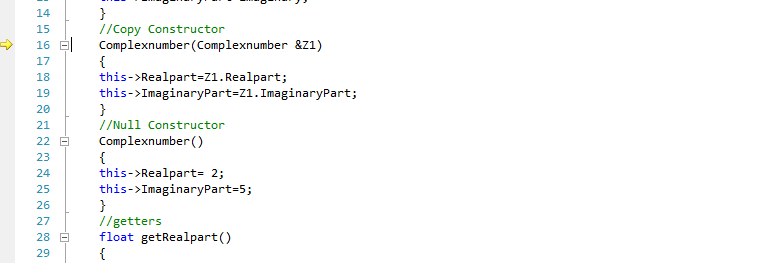 14 }
15 //Copy Constructor
16 Complexnumber(Complexnumber &Z1)
17 {
18 this->Realpart=Z1.Realpart;
19 this->ImaginaryPart=Z1.ImaginaryPart;
20 }
21 //Null Constructor
22 Complexnumber()
23 {
24 this->Realpart= 2;
25 this->ImaginaryPart=5;
26 }
27 //getters
28 float getRealpart()
29 {